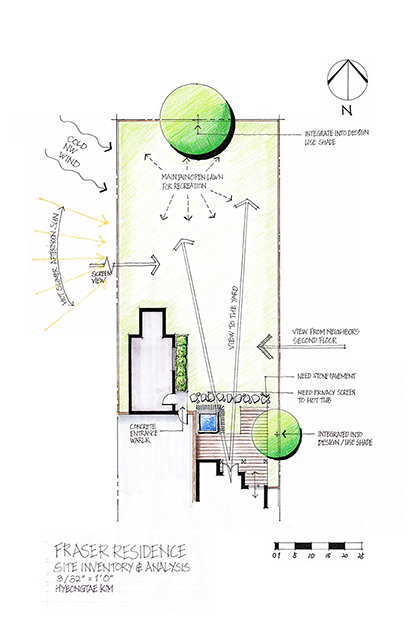 COLD
NW
WIND
N
INTEGRATE INTO DESIGN
USE SHADE
MAINTAIN OPEN LAWN
FOR RECREATION
HOT SUMMER AFTERNOON SUN
SCREEN
VIEW
VIEW TO THE YARD
VIEW FROM NEIGHBORS
SECOND FLOOR
NEED STONE PAVEMENT
NEED PRIVACY SCREEN
TO HOT TUB
CONCRETE
ENTRANCE
WALK
INTEGRATED INTO
DESIGN / USE SHADE
FRASER RESIDENCE
SITE INVENTORY & ANALYSIS
3/32" = 1'0"
HYEONGTAE KIM
0 1 5 10 15 20 25